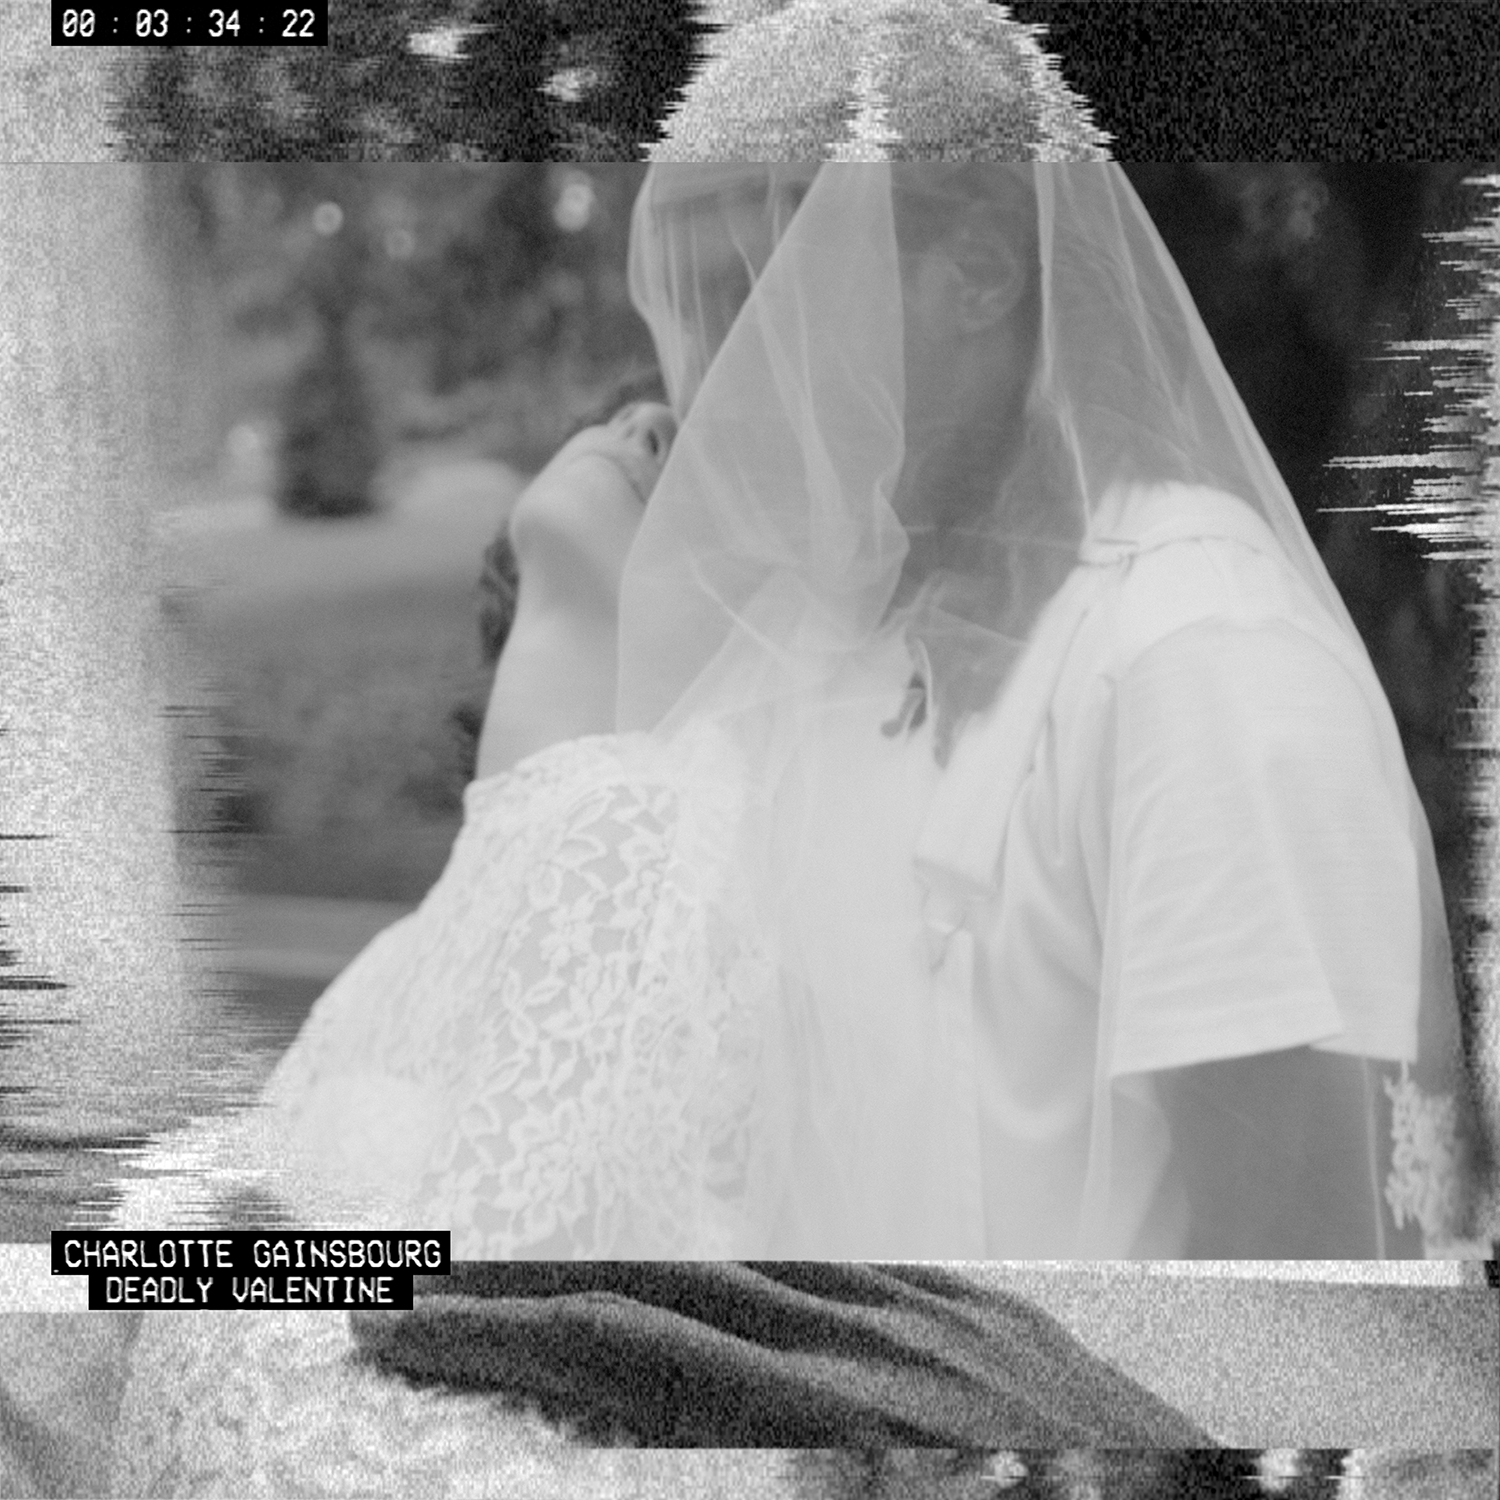 00 : 03 : 34 : 22
CHARLOTTE GAINSBOURG
DEADLY VALENTINE